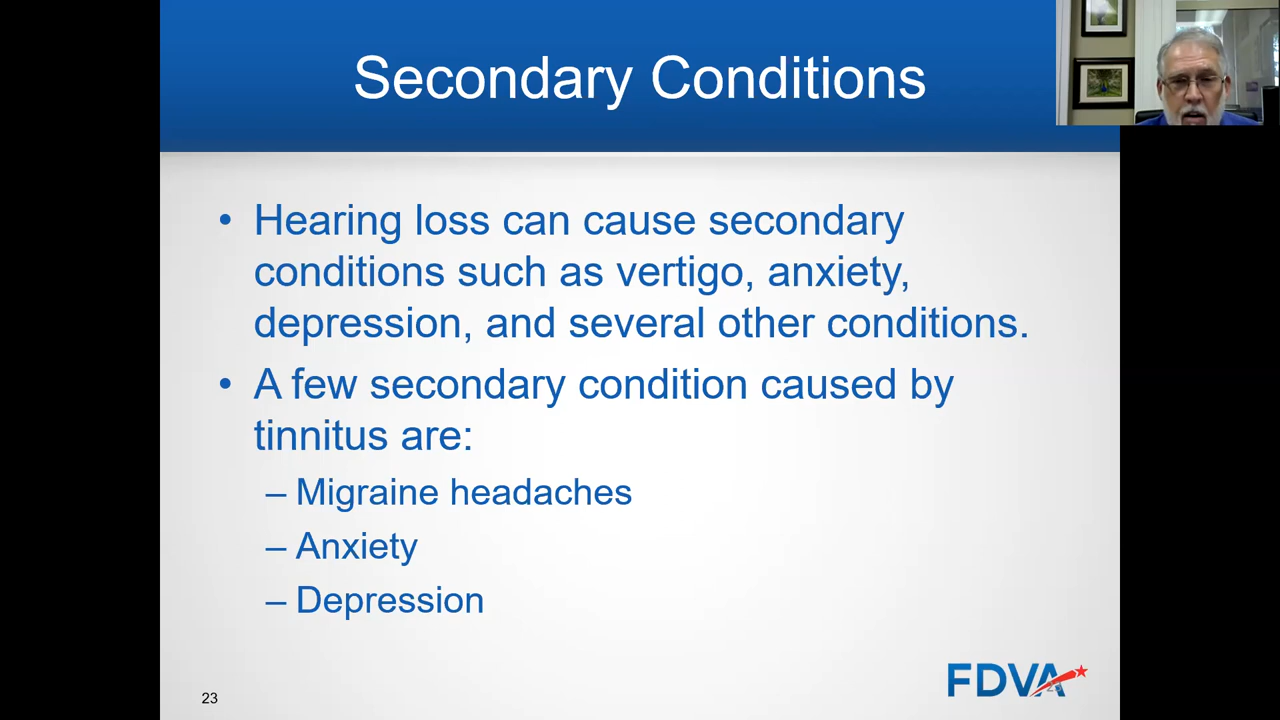 Secondary Conditions
• Hearing loss can cause secondary
conditions such as vertigo, anxiety,
depression, and several other conditions.
• A few secondary condition caused by
tinnitus are:
– Migraine headaches
– Anxiety
– Depression
23
FDVA